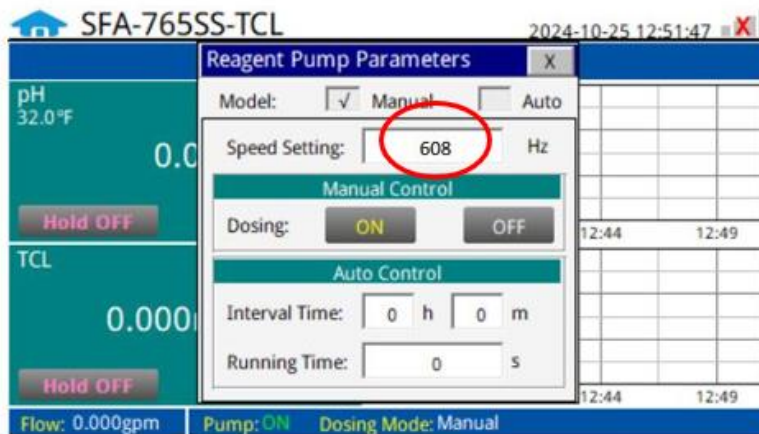 SFA-765SS-TCL 2024-10-25 12:51:47
Reagent Pump Parameters X
pH
32.0°F
Model: √ Manual Auto
0.0
Speed Setting: 608 Hz
Manual Control
Hold OFF
Dosing: ON OFF
12:44 12:49
TCL
Auto Control
0.000
Interval Time: 0 h 0 m
Running Time: 0 s
Hold OFF
12:44 12:49
Flow: 0.000gpm Pump: ON Dosing Mode: Manual